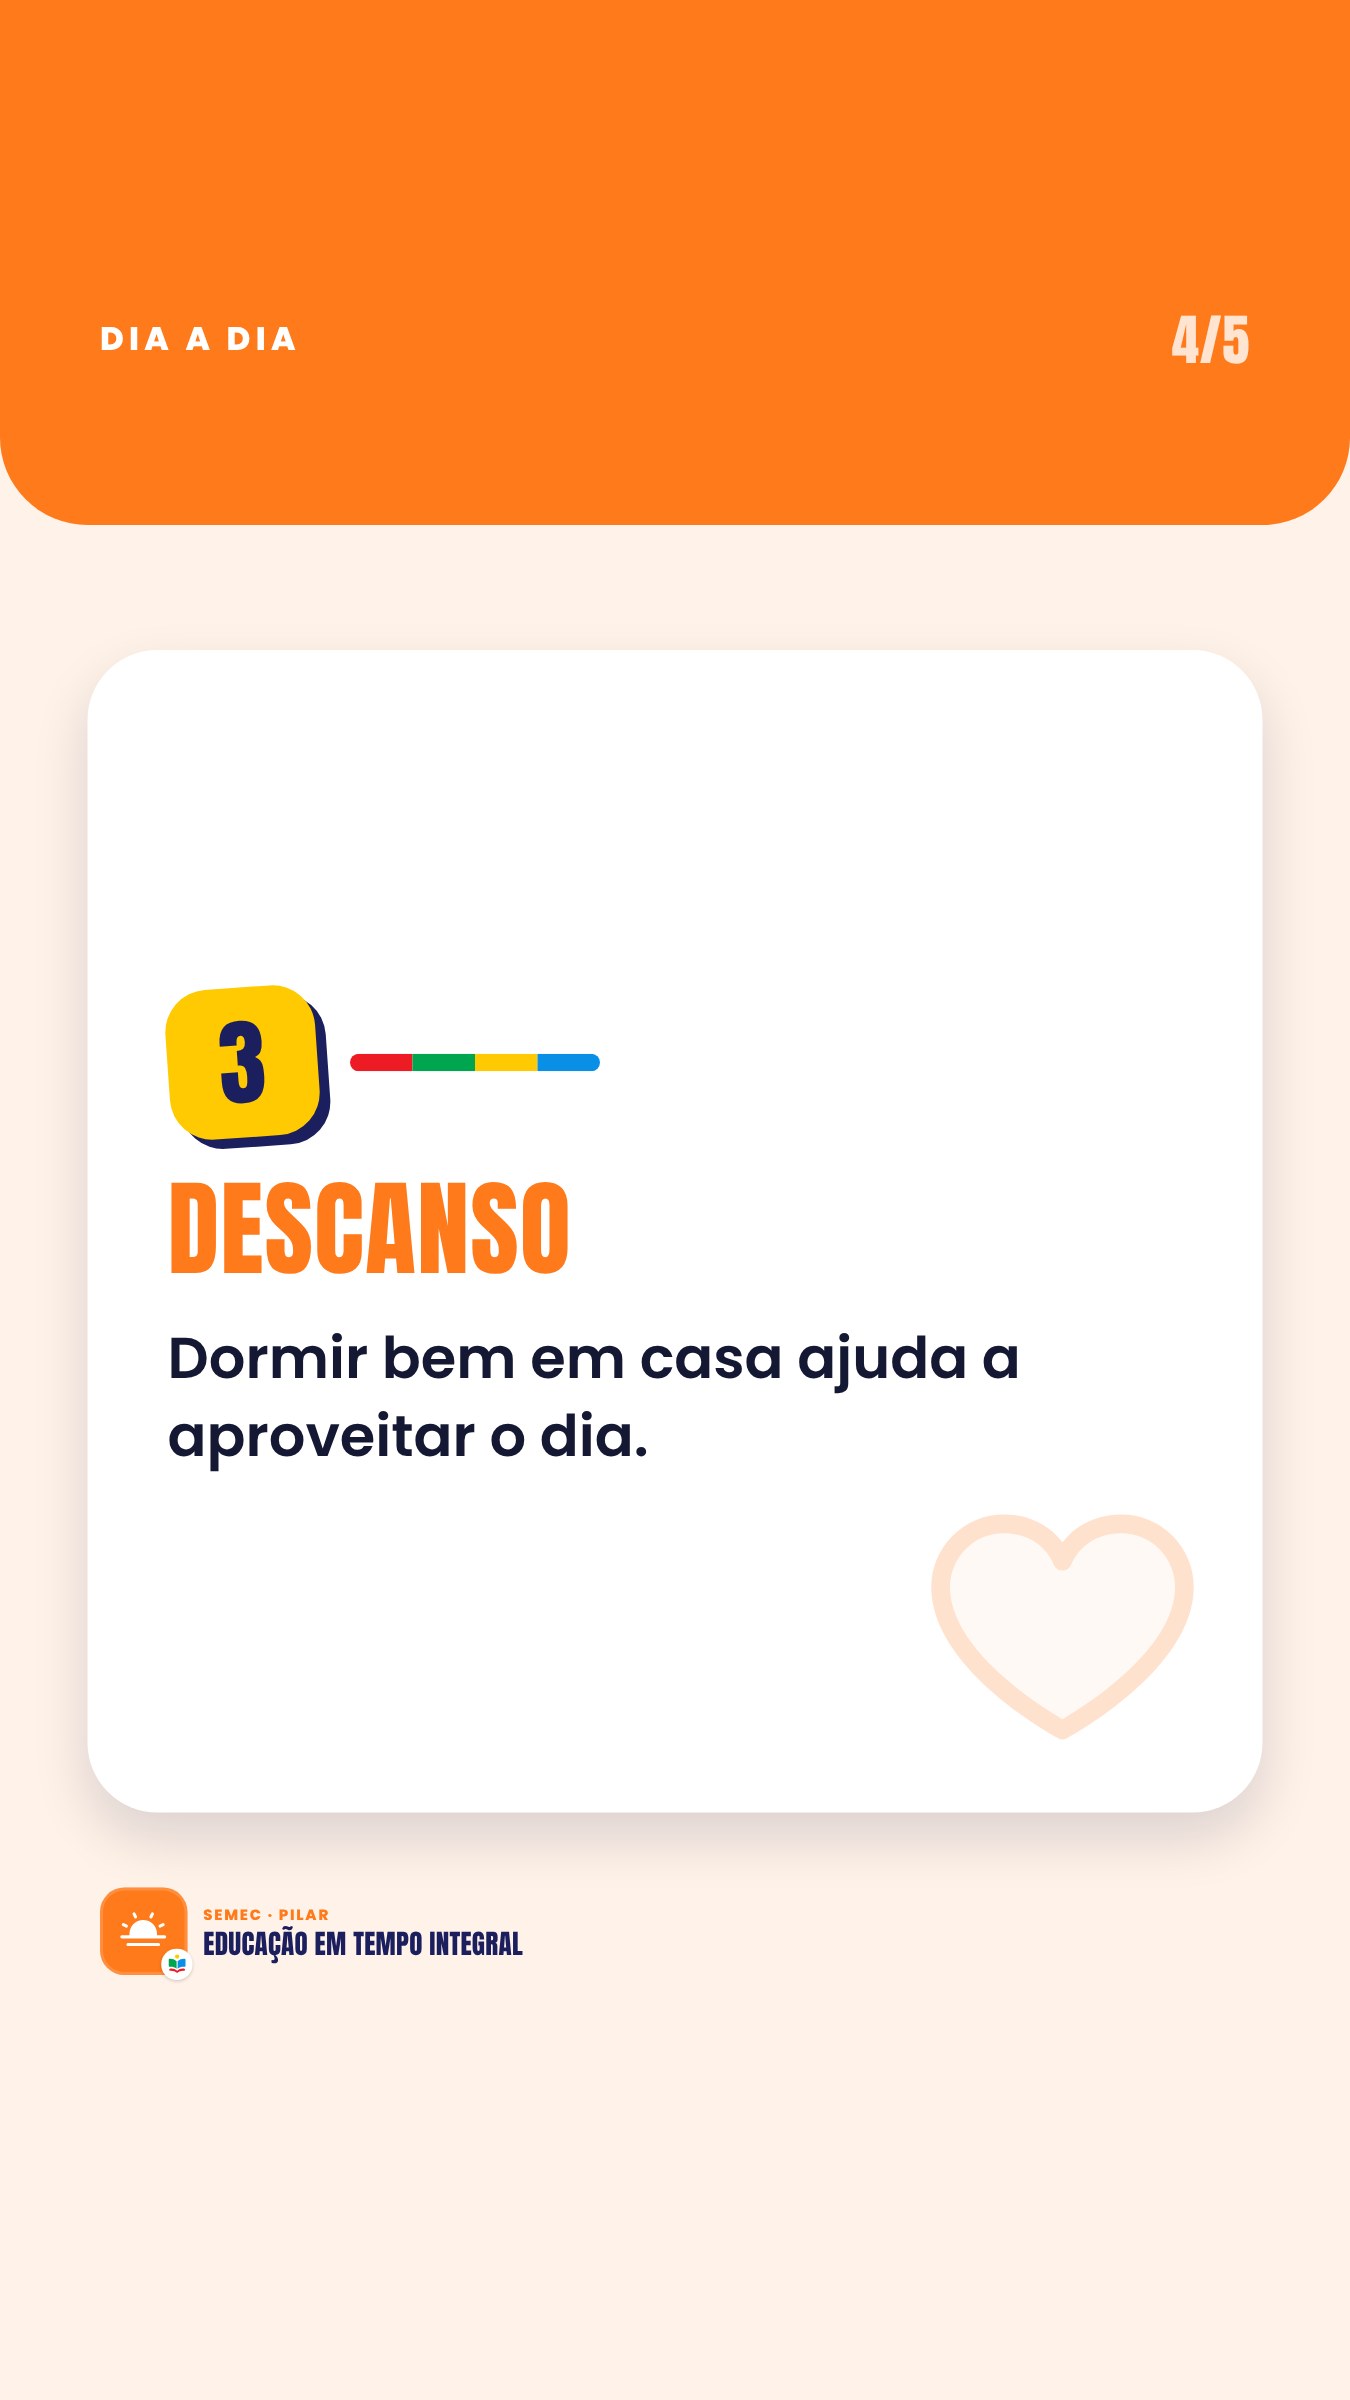 DIA A DIA
4/5
3
DESCANSO
Dormir bem em casa ajuda a
aproveitar o dia.
SEMEC · PILAR
EDUCAÇÃO EM TEMPO INTEGRAL